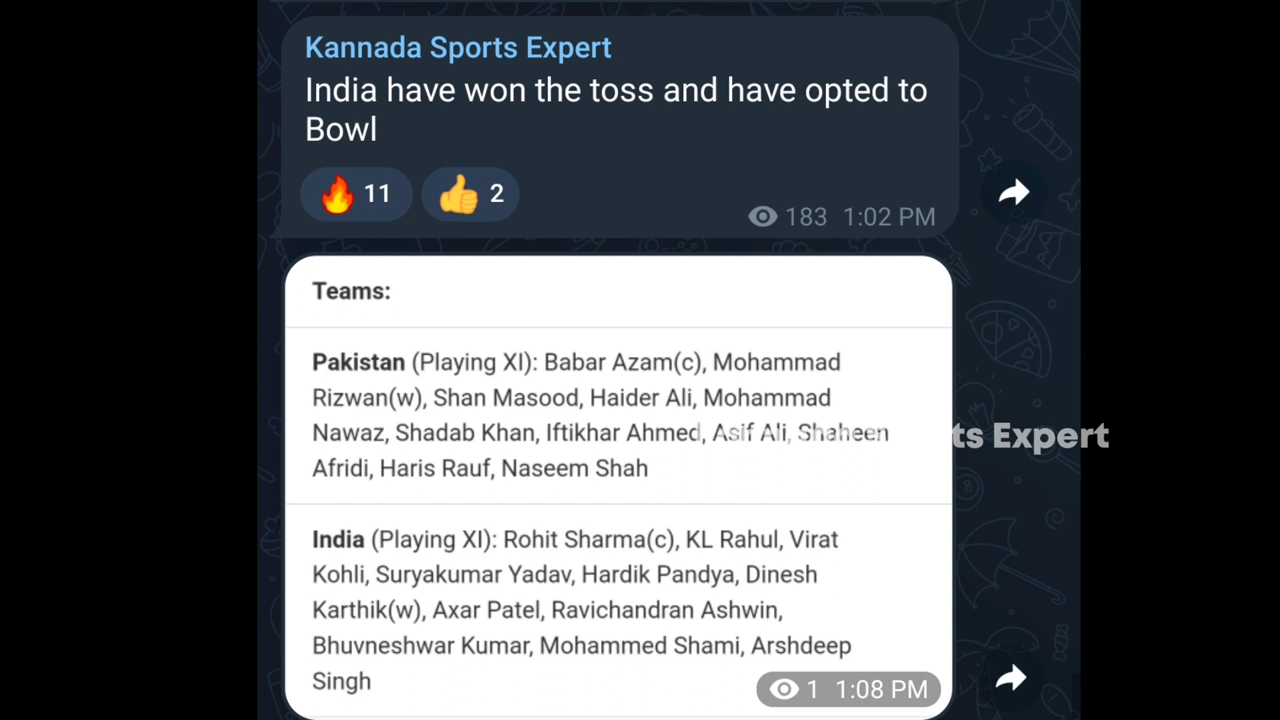 Kannada Sports Expert
India have won the toss and have opted to
Bowl
🔥 11 👍 2
183 1:02 PM
Teams:
Pakistan (Playing XI): Babar Azam(c), Mohammad
Rizwan(w), Shan Masood, Haider Ali, Mohammad
Nawaz, Shadab Khan, Iftikhar Ahmed, Asif Ali, Shaheen
Afridi, Haris Rauf, Naseem Shah
ts Expert
India (Playing XI): Rohit Sharma(c), KL Rahul, Virat
Kohli, Suryakumar Yadav, Hardik Pandya, Dinesh
Karthik(w), Axar Patel, Ravichandran Ashwin,
Bhuvneshwar Kumar, Mohammed Shami, Arshdeep
Singh
1 1:08 PM